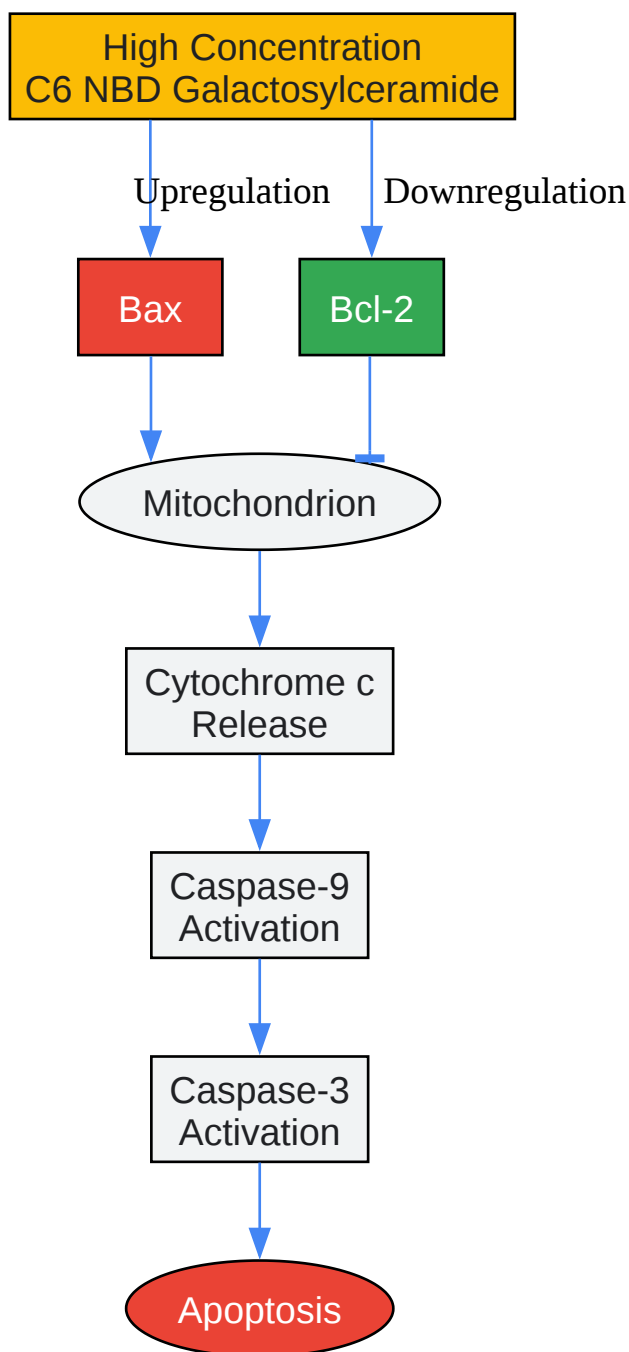 High Concentration
C6 NBD Galactosylceramide
Upregulation
Downregulation
Bax
Bcl-2
Mitochondrion
Cytochrome c
Release
Caspase-9
Activation
Caspase-3
Activation
Apoptosis